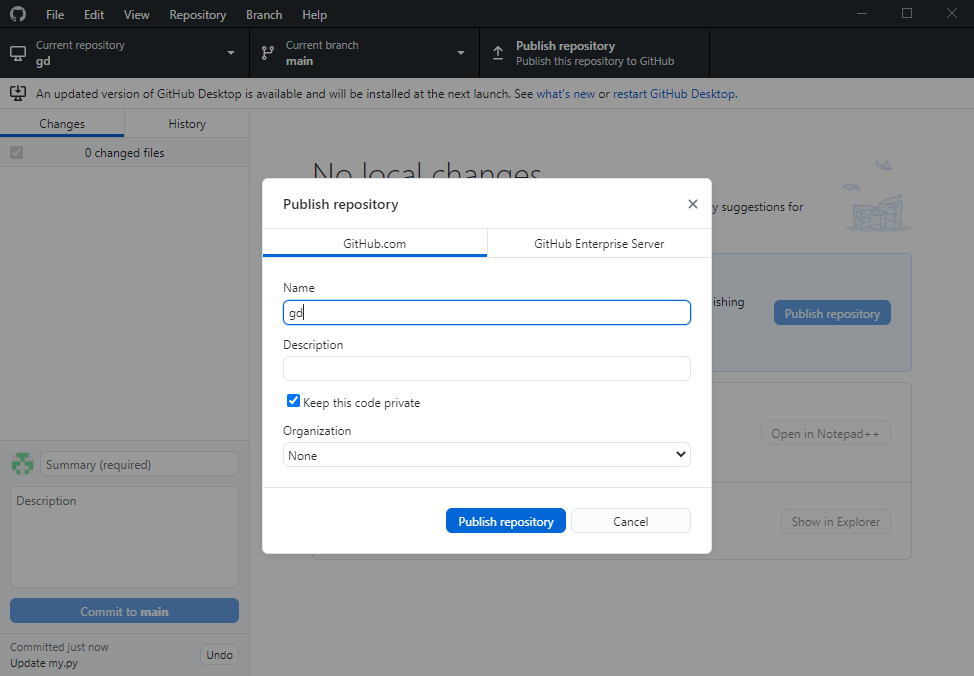 File Edit View Repository Branch Help
Current repository
gd
Current branch
main
Publish repository
Publish this repository to GitHub
An updated version of GitHub Desktop is available and will be installed at the next launch. See what's new or restart GitHub Desktop.
Changes History
0 changed files
No local changes
y suggestions for
Publish repository
GitHub.com GitHub Enterprise Server
Name
gd
ishing
Publish repository
Description
Keep this code private
Organization
None
Open in Notepad++
Publish repository Cancel
Show in Explorer
Summary (required)
Description
Commit to main
Committed just now
Update my.py
Undo